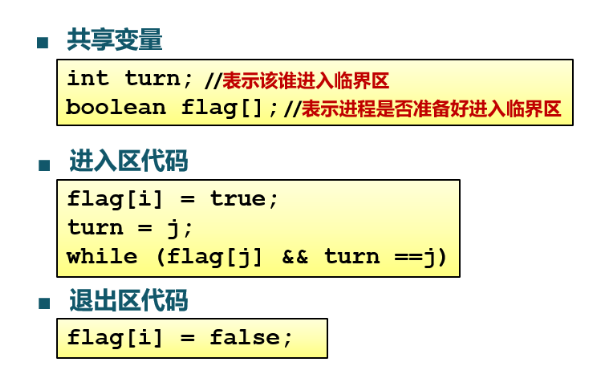 共享变量
int turn; //表示该谁进入临界区
boolean flag[]; //表示进程是否准备好进入临界区
进入区代码
flag[i] = true;
turn = j;
while (flag[j] && turn ==j)
退出区代码
flag[i] = false;